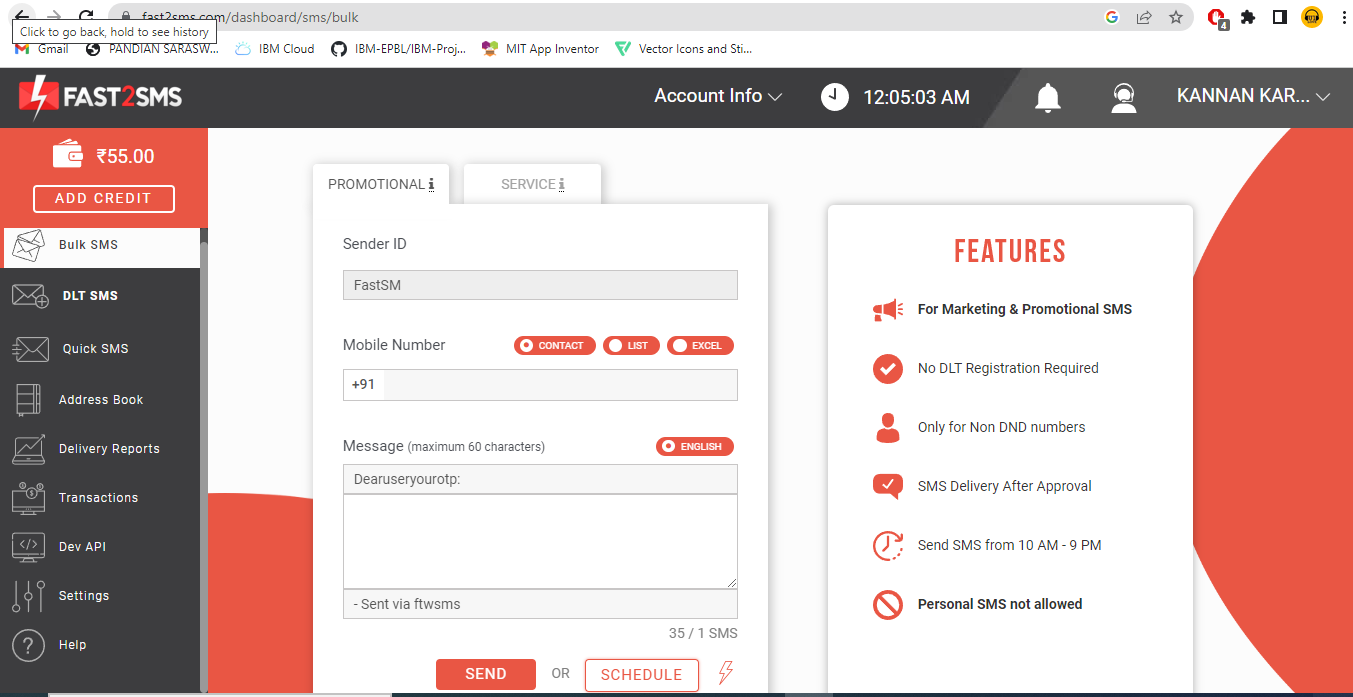 fast2sms.com/dashboard/sms/bulk
Click to go back, hold to see history
4
Gmail
PANDIAN SARASW...
IBM Cloud
IBM-EPBL/IBM-Proj...
MIT App Inventor
Vector Icons and Sti...
FAST2SMS
Account Info
12:05:03 AM
KANNAN KAR...
₹55.00
ADD CREDIT
Bulk SMS
DLT SMS
Quick SMS
Address Book
Delivery Reports
Transactions
Dev API
Settings
Help
PROMOTIONAL i
SERVICE i
Sender ID
FastSM
Mobile Number
CONTACT
LIST
EXCEL
+91
Message (maximum 60 characters)
ENGLISH
Dearuseryourotp:
- Sent via ftwsms
35 / 1 SMS
SEND
OR
SCHEDULE
FEATURES
For Marketing & Promotional SMS
No DLT Registration Required
Only for Non DND numbers
SMS Delivery After Approval
Send SMS from 10 AM - 9 PM
Personal SMS not allowed